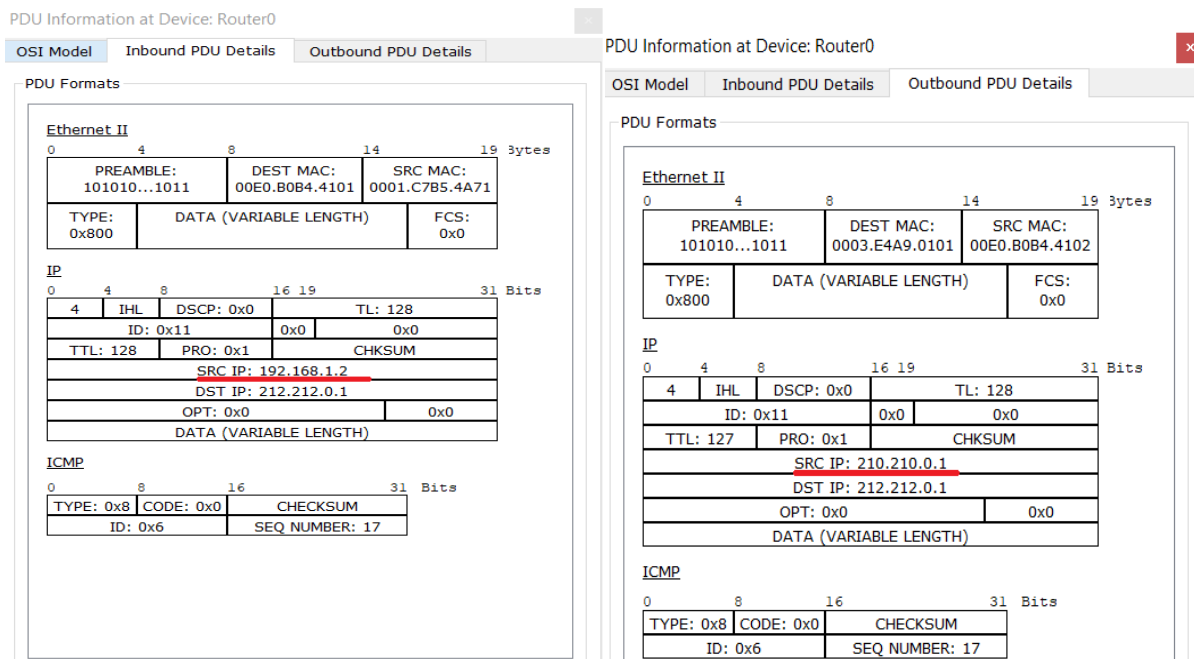 PDU Information at Device: Router0
OSI Model Inbound PDU Details Outbound PDU Details
PDU Formats
Ethernet II
0 4 8 14 19 Bytes
PREAMBLE: DEST MAC: SRC MAC:
101010...1011 00E0.B0B4.4101 0001.C7B5.4A71
TYPE: DATA (VARIABLE LENGTH) FCS:
0x800 0x0
IP
0 4 8 16 19 31 Bits
4 IHL DSCP: 0x0 TL: 128
ID: 0x11 0x0 0x0
TTL: 128 PRO: 0x1 CHKSUM
SRC IP: 192.168.1.2
DST IP: 212.212.0.1
OPT: 0x0 0x0
DATA (VARIABLE LENGTH)
ICMP
0 8 16 31 Bits
TYPE: 0x8 CODE: 0x0 CHECKSUM
ID: 0x6 SEQ NUMBER: 17
PDU Information at Device: Router0
OSI Model Inbound PDU Details Outbound PDU Details
PDU Formats
Ethernet II
0 4 8 14 19 Bytes
PREAMBLE: DEST MAC: SRC MAC:
101010...1011 0003.E4A9.0101 00E0.B0B4.4102
TYPE: DATA (VARIABLE LENGTH) FCS:
0x800 0x0
IP
0 4 8 16 19 31 Bits
4 IHL DSCP: 0x0 TL: 128
ID: 0x11 0x0 0x0
TTL: 127 PRO: 0x1 CHKSUM
SRC IP: 210.210.0.1
DST IP: 212.212.0.1
OPT: 0x0 0x0
DATA (VARIABLE LENGTH)
ICMP
0 8 16 31 Bits
TYPE: 0x8 CODE: 0x0 CHECKSUM
ID: 0x6 SEQ NUMBER: 17